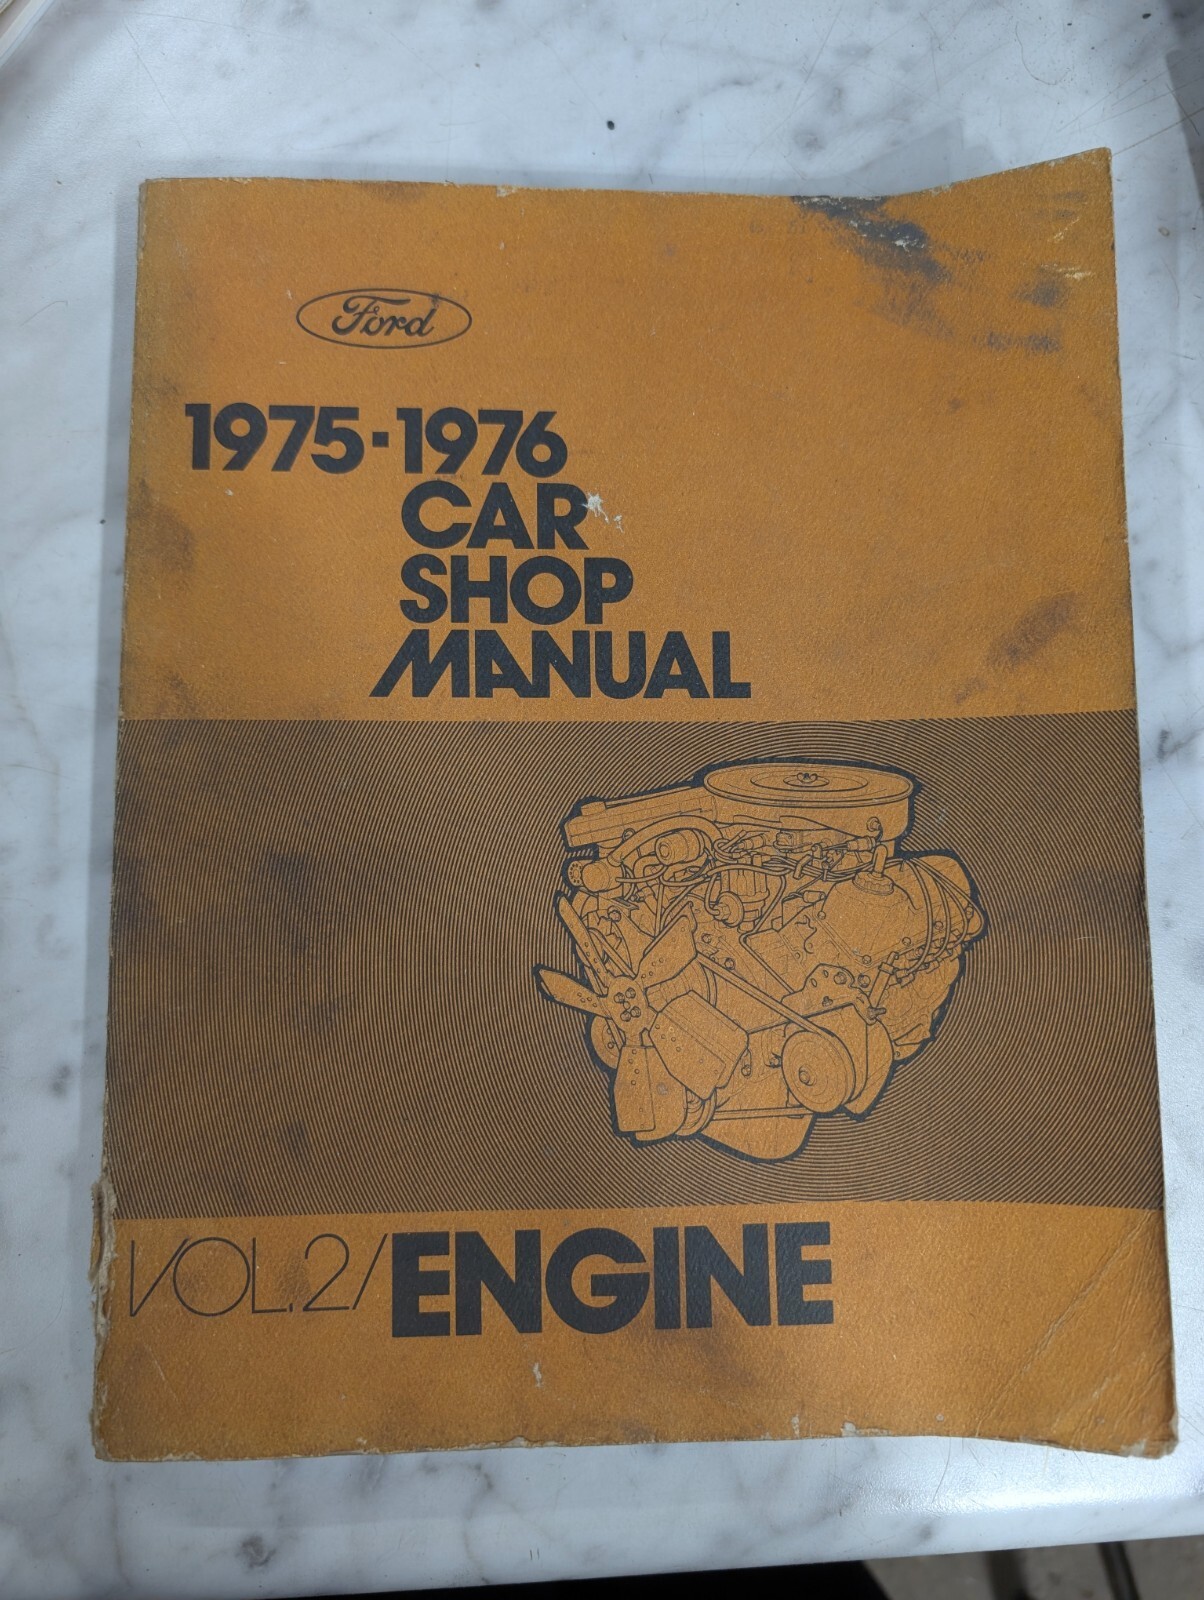 Ford
1975-1976
CAR
SHOP
MANUAL
VOL.2/ENGINE